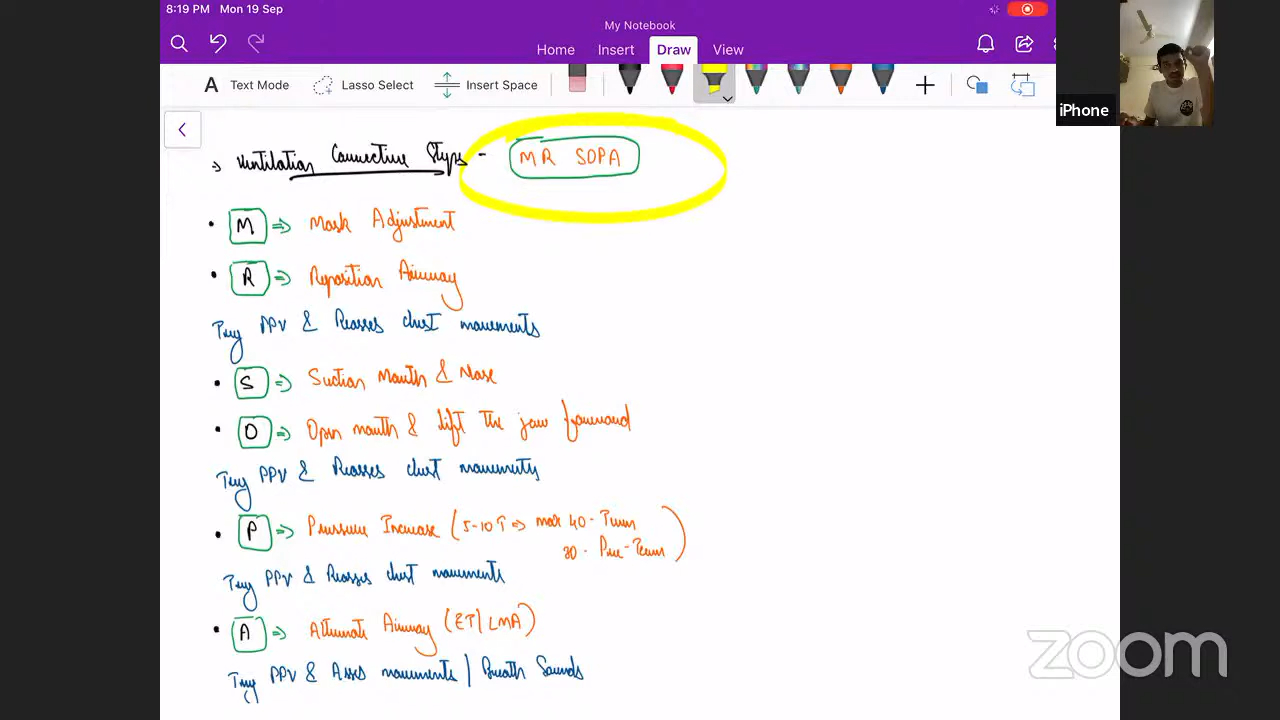 8:19 PM Mon 19 Sep
My Notebook
Home Insert Draw View
A Text Mode Lasso Select Insert Space
iPhone
⇒ Ventilation Connective Steps - MR SOPA
• M ⇒ Mask Adjustment
• R ⇒ Reposition Airway
Try PPV & Reasses chest movements
• S ⇒ Suction Mouth & Nose
• O ⇒ Open mouth & lift the jaw forward
Try PPV & Reasses chest movements
• P ⇒ Pressure Increase (5-10 ↑ ⇒ max 40 - Term
30 - Pre-Term)
Try PPV & Reasses chest movements
• A ⇒ Alternate Airway (ET/LMA)
Try PPV & Asses movements / Breath Sounds
zoom